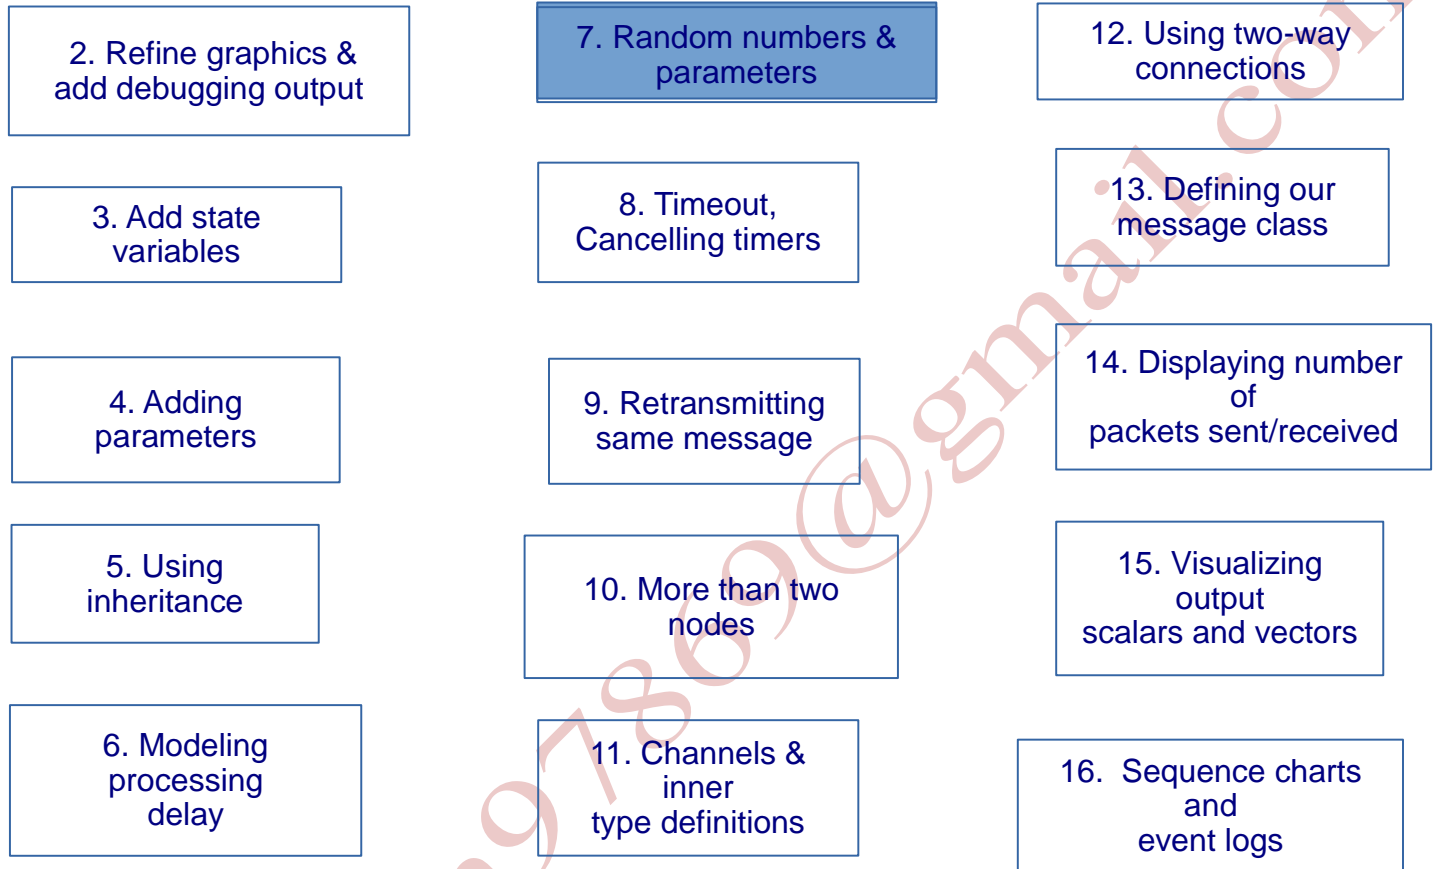 2. Refine graphics &
add debugging output
3. Add state
variables
4. Adding
parameters
5. Using
inheritance
6. Modeling
processing
delay
7. Random numbers &
parameters
8. Timeout,
Cancelling timers
9. Retransmitting
same message
10. More than two
nodes
11. Channels &
inner
type definitions
12. Using two-way
connections
13. Defining our
message class
14. Displaying number
of
packets sent/received
15. Visualizing
output
scalars and vectors
16. Sequence charts
and
event logs
97869@gmail.com